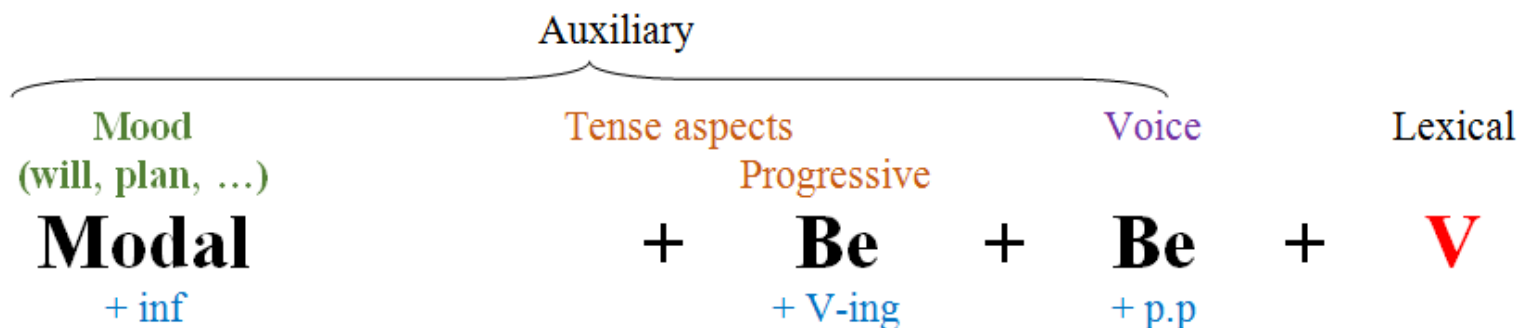 Auxiliary
Mood Tense aspects Voice Lexical
(will, plan, …) Progressive
Modal + Be + Be + V
+ inf + V-ing + p.p